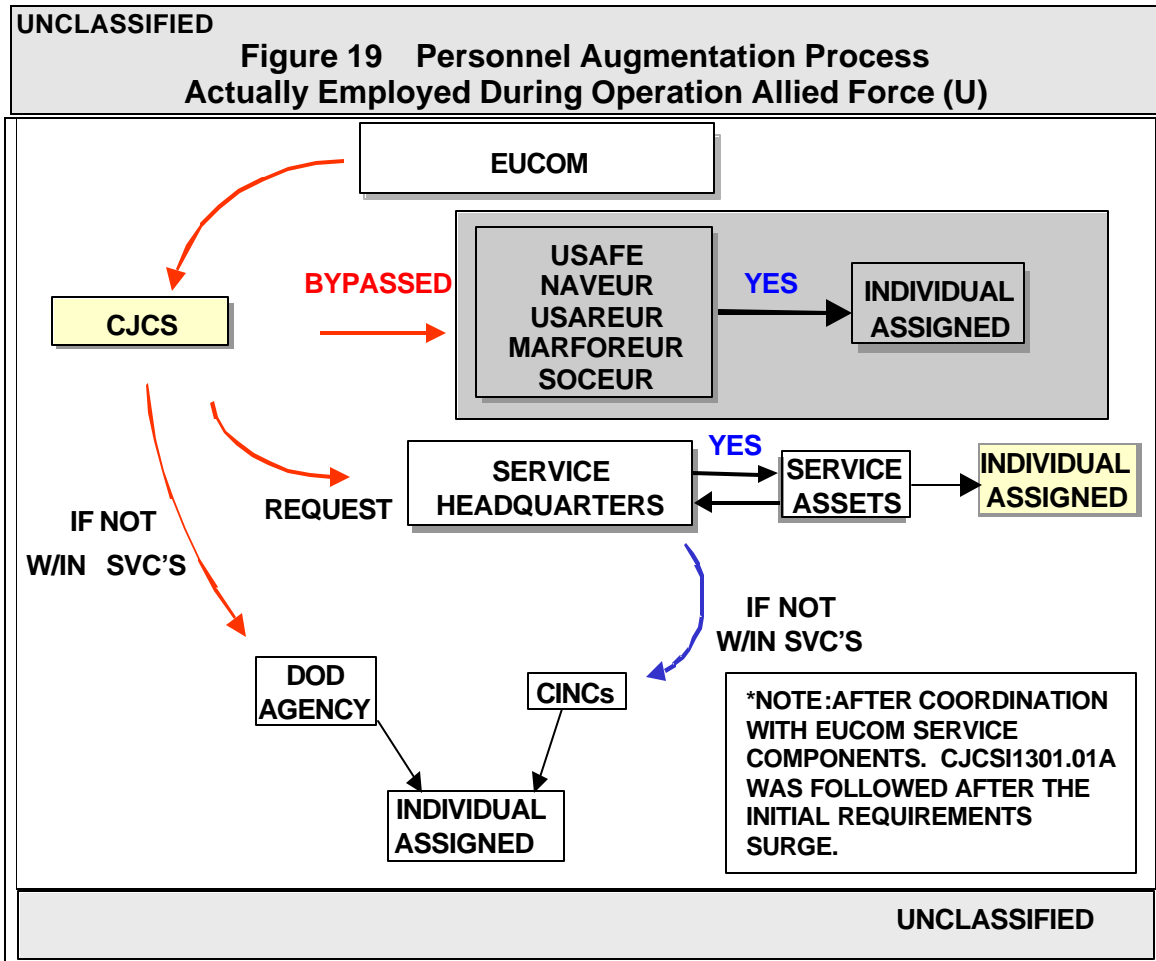 UNCLASSIFIED
Figure 19 Personnel Augmentation Process
Actually Employed During Operation Allied Force (U)
EUCOM
CJCS
BYPASSED
USAFE
NAVEUR
USAREUR
MARFOREUR
SOCEUR
YES
INDIVIDUAL
ASSIGNED
REQUEST
SERVICE
HEADQUARTERS
YES
SERVICE
ASSETS
INDIVIDUAL
ASSIGNED
IF NOT
W/IN SVC'S
IF NOT
W/IN SVC'S
DOD
AGENCY
CINCs
INDIVIDUAL
ASSIGNED
*NOTE:AFTER COORDINATION
WITH EUCOM SERVICE
COMPONENTS. CJCSI1301.01A
WAS FOLLOWED AFTER THE
INITIAL REQUIREMENTS
SURGE.
UNCLASSIFIED